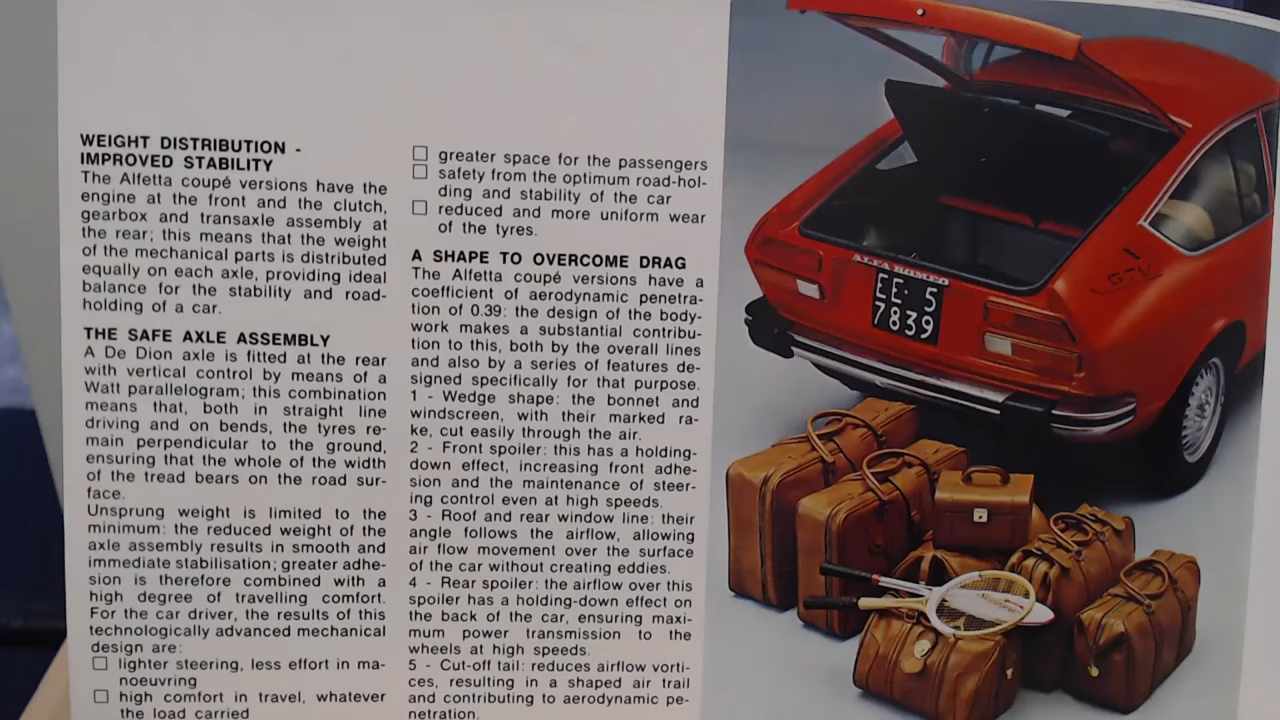 WEIGHT DISTRIBUTION -
IMPROVED STABILITY
The Alfetta coupé versions have the
engine at the front and the clutch,
gearbox and transaxle assembly at
the rear; this means that the weight
of the mechanical parts is distributed
equally on each axle, providing ideal
balance for the stability and road-
holding of a car.
THE SAFE AXLE ASSEMBLY
A De Dion axle is fitted at the rear
with vertical control by means of a
Watt parallelogram; this combination
means that, both in straight line
driving and on bends, the tyres re-
main perpendicular to the ground,
ensuring that the whole of the width
of the tread bears on the road sur-
face.
Unsprung weight is limited to the
minimum: the reduced weight of the
axle assembly results in smooth and
immediate stabilisation; greater adhe-
sion is therefore combined with a
high degree of travelling comfort.
For the car driver, the results of this
technologically advanced mechanical
design are:
☐ lighter steering, less effort in ma-
noeuvring
☐ high comfort in travel, whatever
the load carried
☐ greater space for the passengers
☐ safety from the optimum road-hol-
ding and stability of the car
☐ reduced and more uniform wear
of the tyres.
A SHAPE TO OVERCOME DRAG
The Alfetta coupé versions have a
coefficient of aerodynamic penetra-
tion of 0.39: the design of the body-
work makes a substantial contribu-
tion to this, both by the overall lines
and also by a series of features de-
signed specifically for that purpose.
1 - Wedge shape: the bonnet and
windscreen, with their marked ra-
ke, cut easily through the air.
2 - Front spoiler: this has a holding-
down effect, increasing front adhe-
sion and the maintenance of steer-
ing control even at high speeds.
3 - Roof and rear window line: their
angle follows the airflow, allowing
air flow movement over the surface
of the car without creating eddies.
4 - Rear spoiler: the airflow over this
spoiler has a holding-down effect on
the back of the car, ensuring maxi-
mum power transmission to the
wheels at high speeds.
5 - Cut-off tail: reduces airflow vorti-
ces, resulting in a shaped air trail
and contributing to aerodynamic pe-
netration.
ALFA ROMEO
EE·5
7839